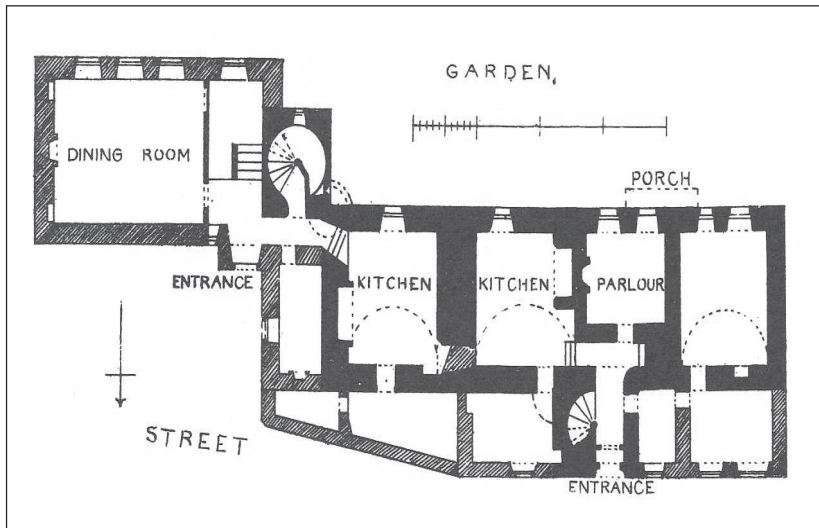 GARDEN.
DINING ROOM
PORCH
ENTRANCE
KITCHEN
KITCHEN
PARLOUR
STREET
ENTRANCE